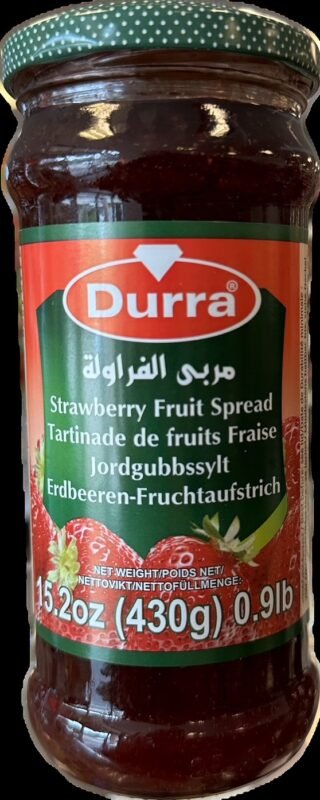 Durra®
مربى الفراولة
Strawberry Fruit Spread
Tartinade de fruits Fraise
Jordgubbssylt
Erdbeeren-Fruchtaufstrich
NET WEIGHT/POIDS NET/
NETTOVIKT/NETTOFÜLLMENGE:
15.2oz (430g) 0.9lb